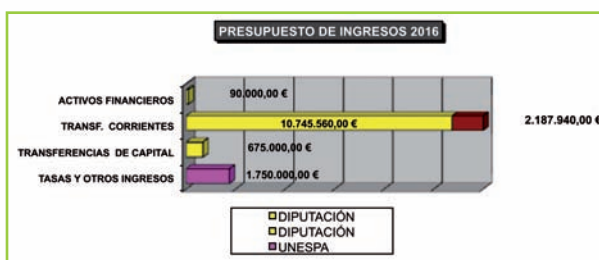 PRESUPUESTO DE INGRESOS 2016
ACTIVOS FINANCIEROS 90.000,00 €
TRANSF. CORRIENTES 10.745.560,00 € 2.187.940,00 €
TRANSFERENCIAS DE CAPITAL 675.000,00 €
TASAS Y OTROS INGRESOS 1.750.000,00 €
DIPUTACIÓN
DIPUTACIÓN
UNESPA